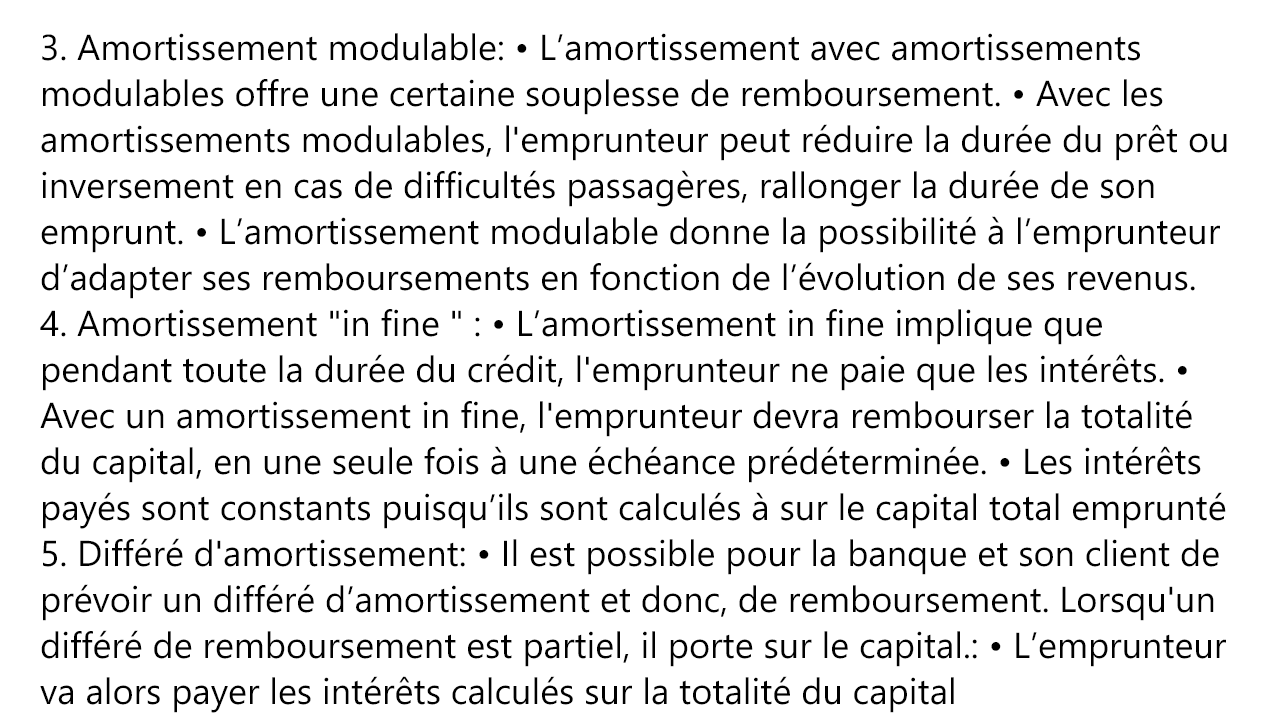 3. Amortissement modulable: • L’amortissement avec amortissements
modulables offre une certaine souplesse de remboursement. • Avec les
amortissements modulables, l'emprunteur peut réduire la durée du prêt ou
inversement en cas de difficultés passagères, rallonger la durée de son
emprunt. • L’amortissement modulable donne la possibilité à l’emprunteur
d’adapter ses remboursements en fonction de l’évolution de ses revenus.
4. Amortissement "in fine " : • L’amortissement in fine implique que
pendant toute la durée du crédit, l'emprunteur ne paie que les intérêts. •
Avec un amortissement in fine, l'emprunteur devra rembourser la totalité
du capital, en une seule fois à une échéance prédéterminée. • Les intérêts
payés sont constants puisqu’ils sont calculés à sur le capital total emprunté
5. Différé d'amortissement: • Il est possible pour la banque et son client de
prévoir un différé d’amortissement et donc, de remboursement. Lorsqu'un
différé de remboursement est partiel, il porte sur le capital.: • L’emprunteur
va alors payer les intérêts calculés sur la totalité du capital